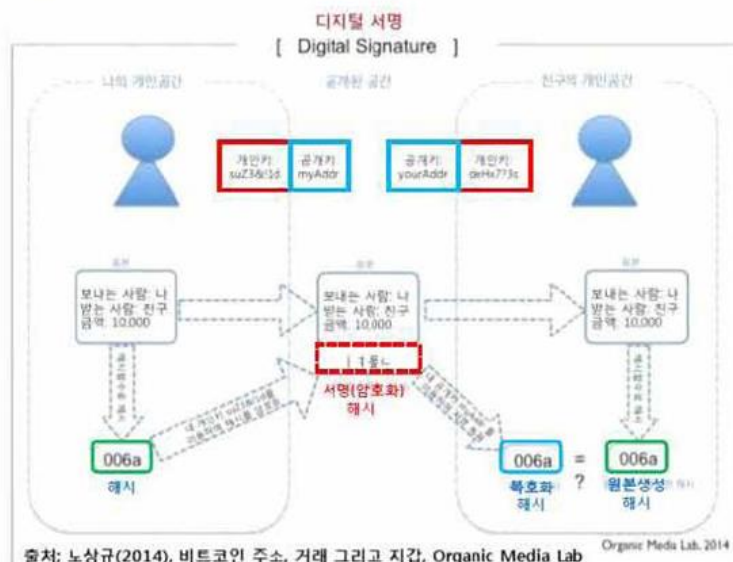 디지털 서명
[ Digital Signature ]
나의 개인공간
공개된 공간
친구의 개인공간
개인키:
공개키:
myAddr
공개키:
yourAddr
개인키:
원본
보내는 사람: 나
받는 사람: 친구
금액: 10,000
원본
보내는 사람: 나
받는 사람: 친구
금액: 10,000
원본
보내는 사람: 나
받는 사람: 친구
금액: 10,000
서명(암호화)
해시
006a
해시
006a
복호화
해시
=
?
006a
원본생성
해시
Organic Media Lab, 2014
출처: 노상규(2014), 비트코인 주소, 거래 그리고 지갑, Organic Media Lab